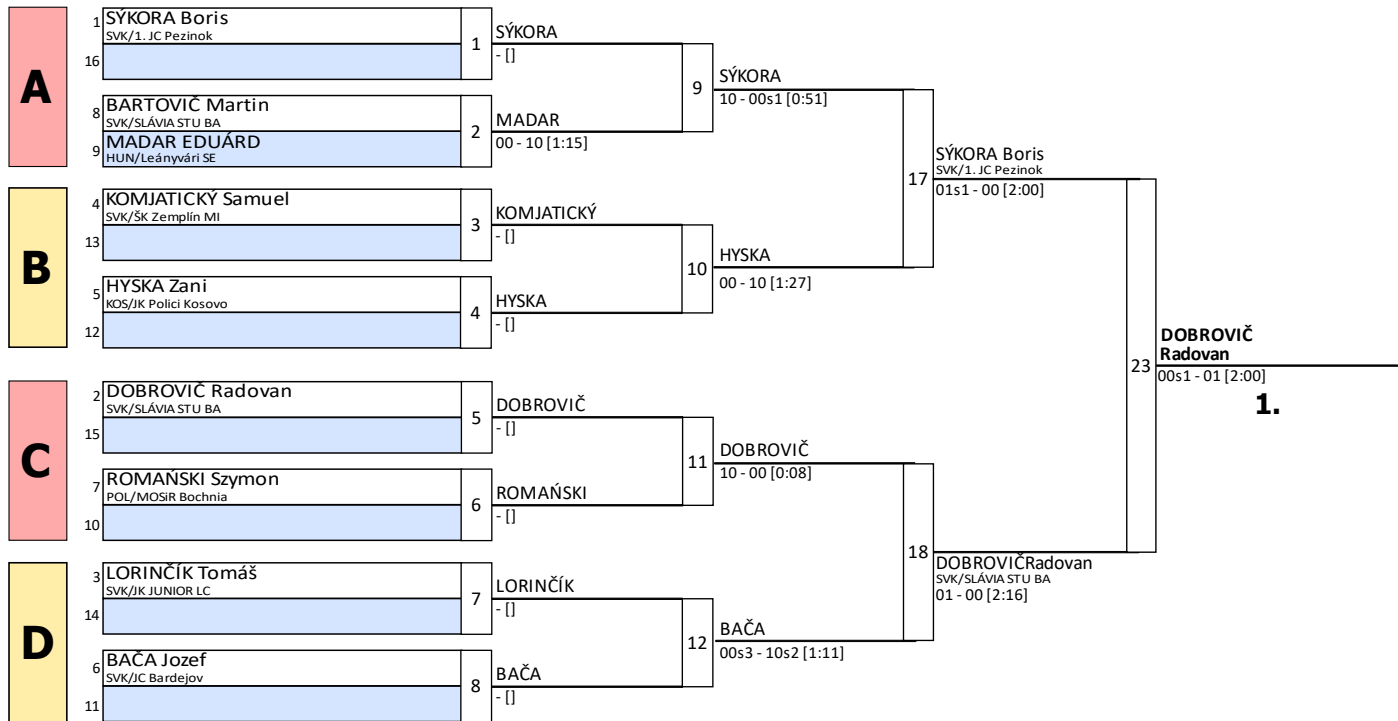 A
1 SÝKORA Boris
SVK/1. JC Pezinok
16
1
SÝKORA
- []
8 BARTOVIČ Martin
SVK/SLÁVIA STU BA
9 MADAR EDUÁRD
HUN/Leányvári SE
2
MADAR
00 - 10 [1:15]
9
SÝKORA
10 - 00s1 [0:51]
B
4 KOMJATICKÝ Samuel
SVK/ŠK Zemplín MI
13
3
KOMJATICKÝ
- []
5 HYSKA Zani
KOS/JK Polici Kosovo
12
4
HYSKA
- []
10
HYSKA
00 - 10 [1:27]
17
SÝKORA Boris
SVK/1. JC Pezinok
01s1 - 00 [2:00]
C
2 DOBROVIČ Radovan
SVK/SLÁVIA STU BA
15
5
DOBROVIČ
- []
7 ROMAŃSKI Szymon
POL/MOSiR Bochnia
10
6
ROMAŃSKI
- []
11
DOBROVIČ
10 - 00 [0:08]
D
3 LORINČÍK Tomáš
SVK/JK JUNIOR LC
14
7
LORINČÍK
- []
6 BAČA Jozef
SVK/JC Bardejov
11
8
BAČA
- []
12
BAČA
00s3 - 10s2 [1:11]
18
DOBROVIČRadovan
SVK/SLÁVIA STU BA
01 - 00 [2:16]
23
DOBROVIČ
Radovan
00s1 - 01 [2:00]
1.